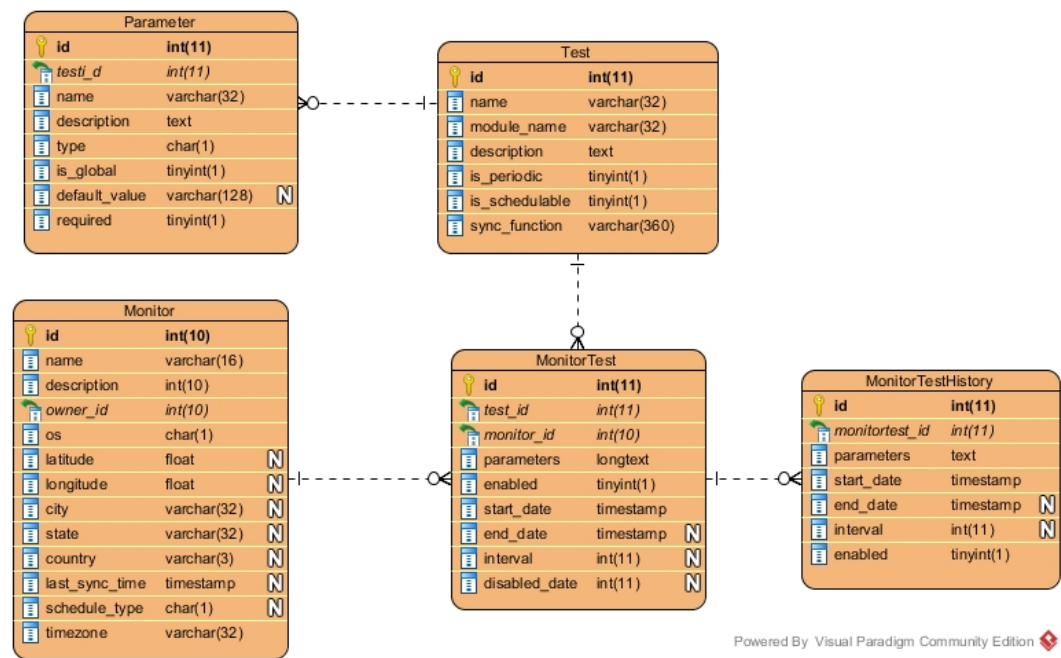 Parameter
id int(11)
testi_d int(11)
name varchar(32)
description text
type char(1)
is_global tinyint(1)
default_value varchar(128) N
required tinyint(1)
Test
id int(11)
name varchar(32)
module_name varchar(32)
description text
is_periodic tinyint(1)
is_schedulable tinyint(1)
sync_function varchar(360)
Monitor
id int(10)
name varchar(16)
description int(10)
owner_id int(10)
os char(1)
latitude float N
longitude float N
city varchar(32) N
state varchar(32) N
country varchar(3) N
last_sync_time timestamp N
schedule_type char(1) N
timezone varchar(32)
MonitorTest
id int(11)
test_id int(11)
monitor_id int(10)
parameters longtext
enabled tinyint(1)
start_date timestamp
end_date timestamp N
interval int(11) N
disabled_date int(11) N
MonitorTestHistory
id int(11)
monitortest_id int(11)
parameters text
start_date timestamp
end_date timestamp N
interval int(11) N
enabled tinyint(1)
Powered By Visual Paradigm Community Edition